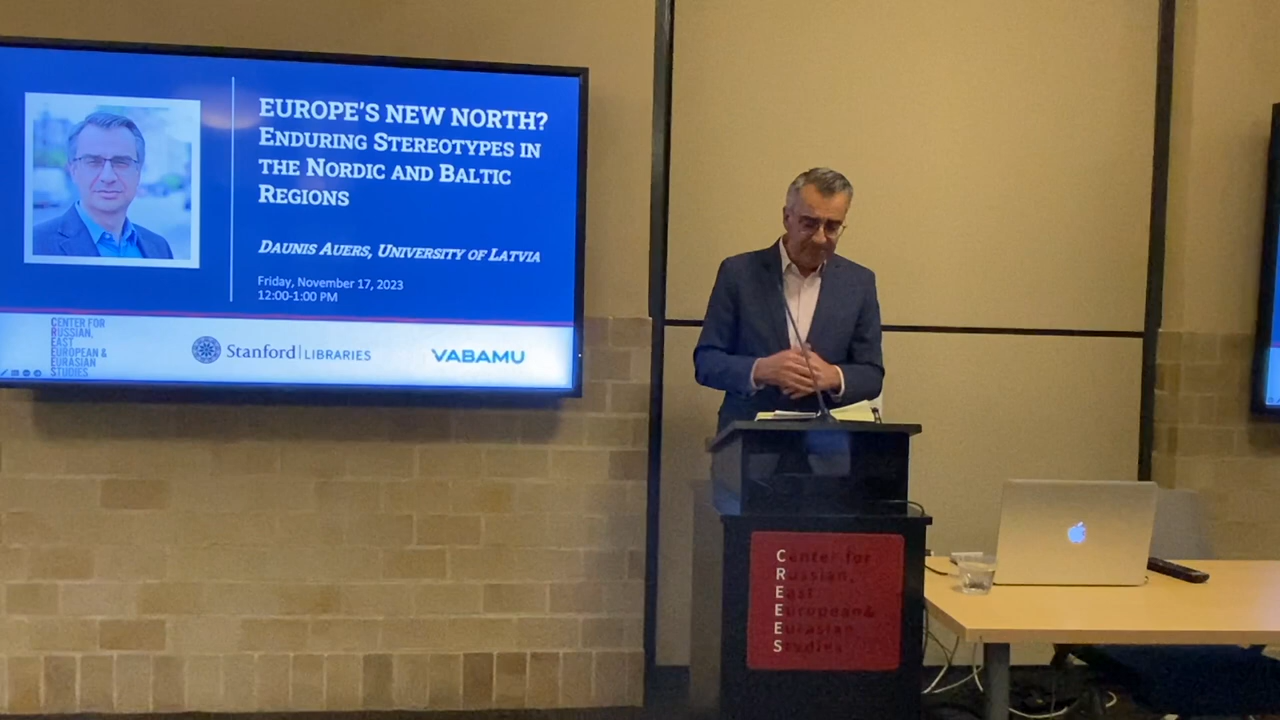 EUROPE'S NEW NORTH?
ENDURING STEREOTYPES IN
THE NORDIC AND BALTIC
REGIONS
DAUNIS AUERS, UNIVERSITY OF LATVIA
Friday, November 17, 2023
12:00-1:00 PM
CENTER FOR
RUSSIAN,
EAST
EUROPEAN &
EURASIAN
STUDIES
Stanford | LIBRARIES
VABAMU
Center for
Russian,
East
European &
Eurasian
Studies